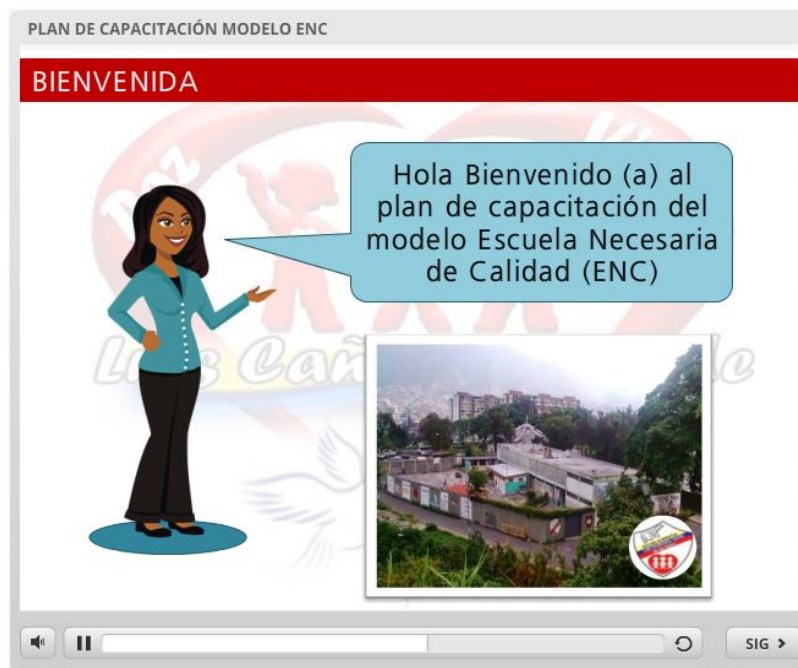 PLAN DE CAPACITACIÓN MODELO ENC
BIENVENIDA
Hola Bienvenido (a) al
plan de capacitación del
modelo Escuela Necesaria
de Calidad (ENC)
SIG >